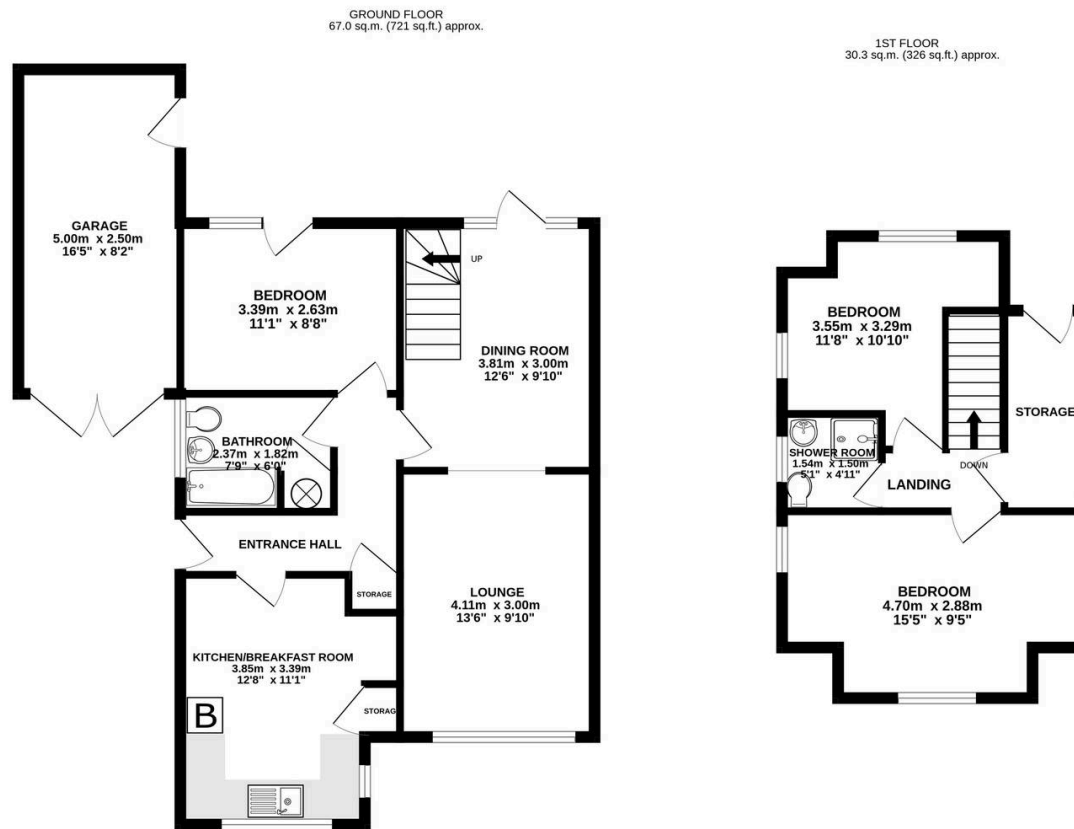 GROUND FLOOR
67.0 sq.m. (721 sq.ft.) approx.
GARAGE
5.00m x 2.50m
16'5" x 8'2"
BEDROOM
3.39m x 2.63m
11'1" x 8'8"
UP
DINING ROOM
3.81m x 3.00m
12'6" x 9'10"
BATHROOM
2.37m x 1.82m
7'9" x 6'0"
ENTRANCE HALL
STORAGE
LOUNGE
4.11m x 3.00m
13'6" x 9'10"
KITCHEN/BREAKFAST ROOM
3.85m x 3.39m
12'8" x 11'1"
STORAG
B
1ST FLOOR
30.3 sq.m. (326 sq.ft.) approx.
BEDROOM
3.55m x 3.29m
11'8" x 10'10"
STORAGE
SHOWER ROOM
1.54m x 1.50m
5'1" x 4'11"
DOWN
LANDING
BEDROOM
4.70m x 2.88m
15'5" x 9'5"